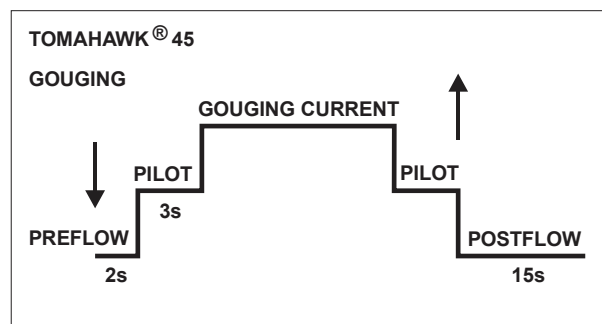 TOMAHAWK® 45
GOUGING
GOUGING CURRENT
PILOT
PILOT
3s
PREFLOW
POSTFLOW
2s
15s